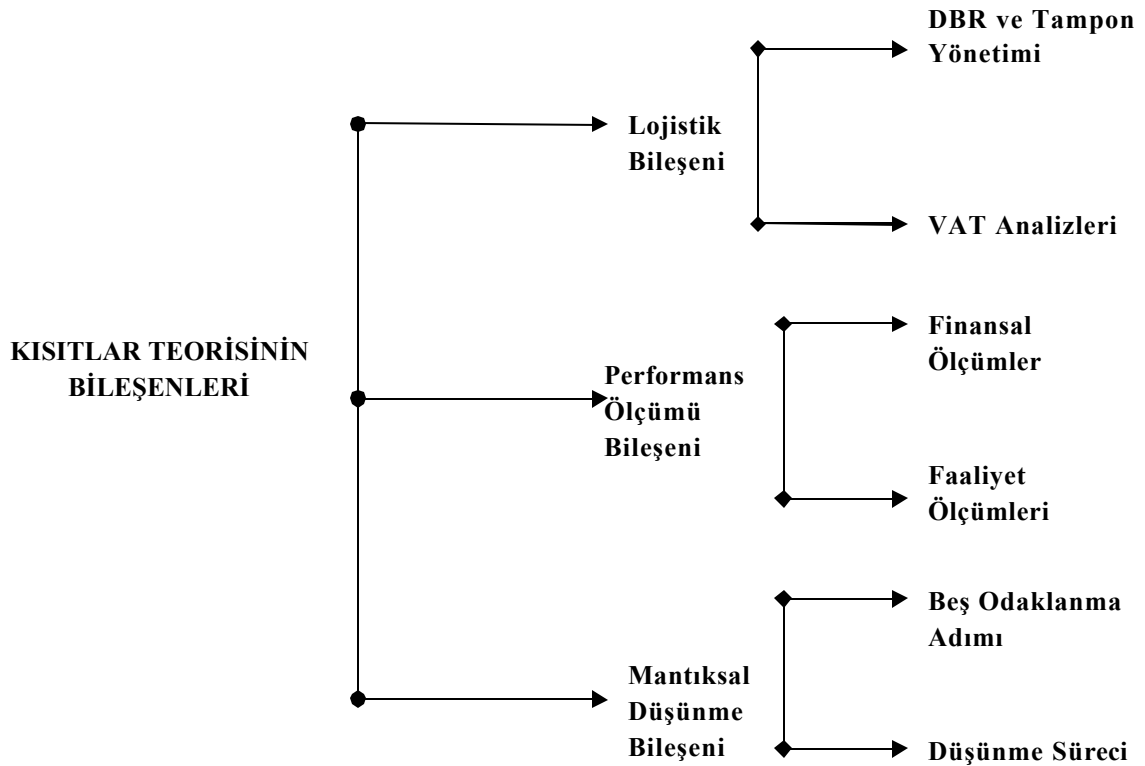 KISITLAR TEORİSİNİN
BİLEŞENLERİ
Lojistik
Bileşeni
DBR ve Tampon
Yönetimi
VAT Analizleri
Performans
Ölçümü
Bileşeni
Finansal
Ölçümler
Faaliyet
Ölçümleri
Mantıksal
Düşünme
Bileşeni
Beş Odaklanma
Adımı
Düşünme Süreci